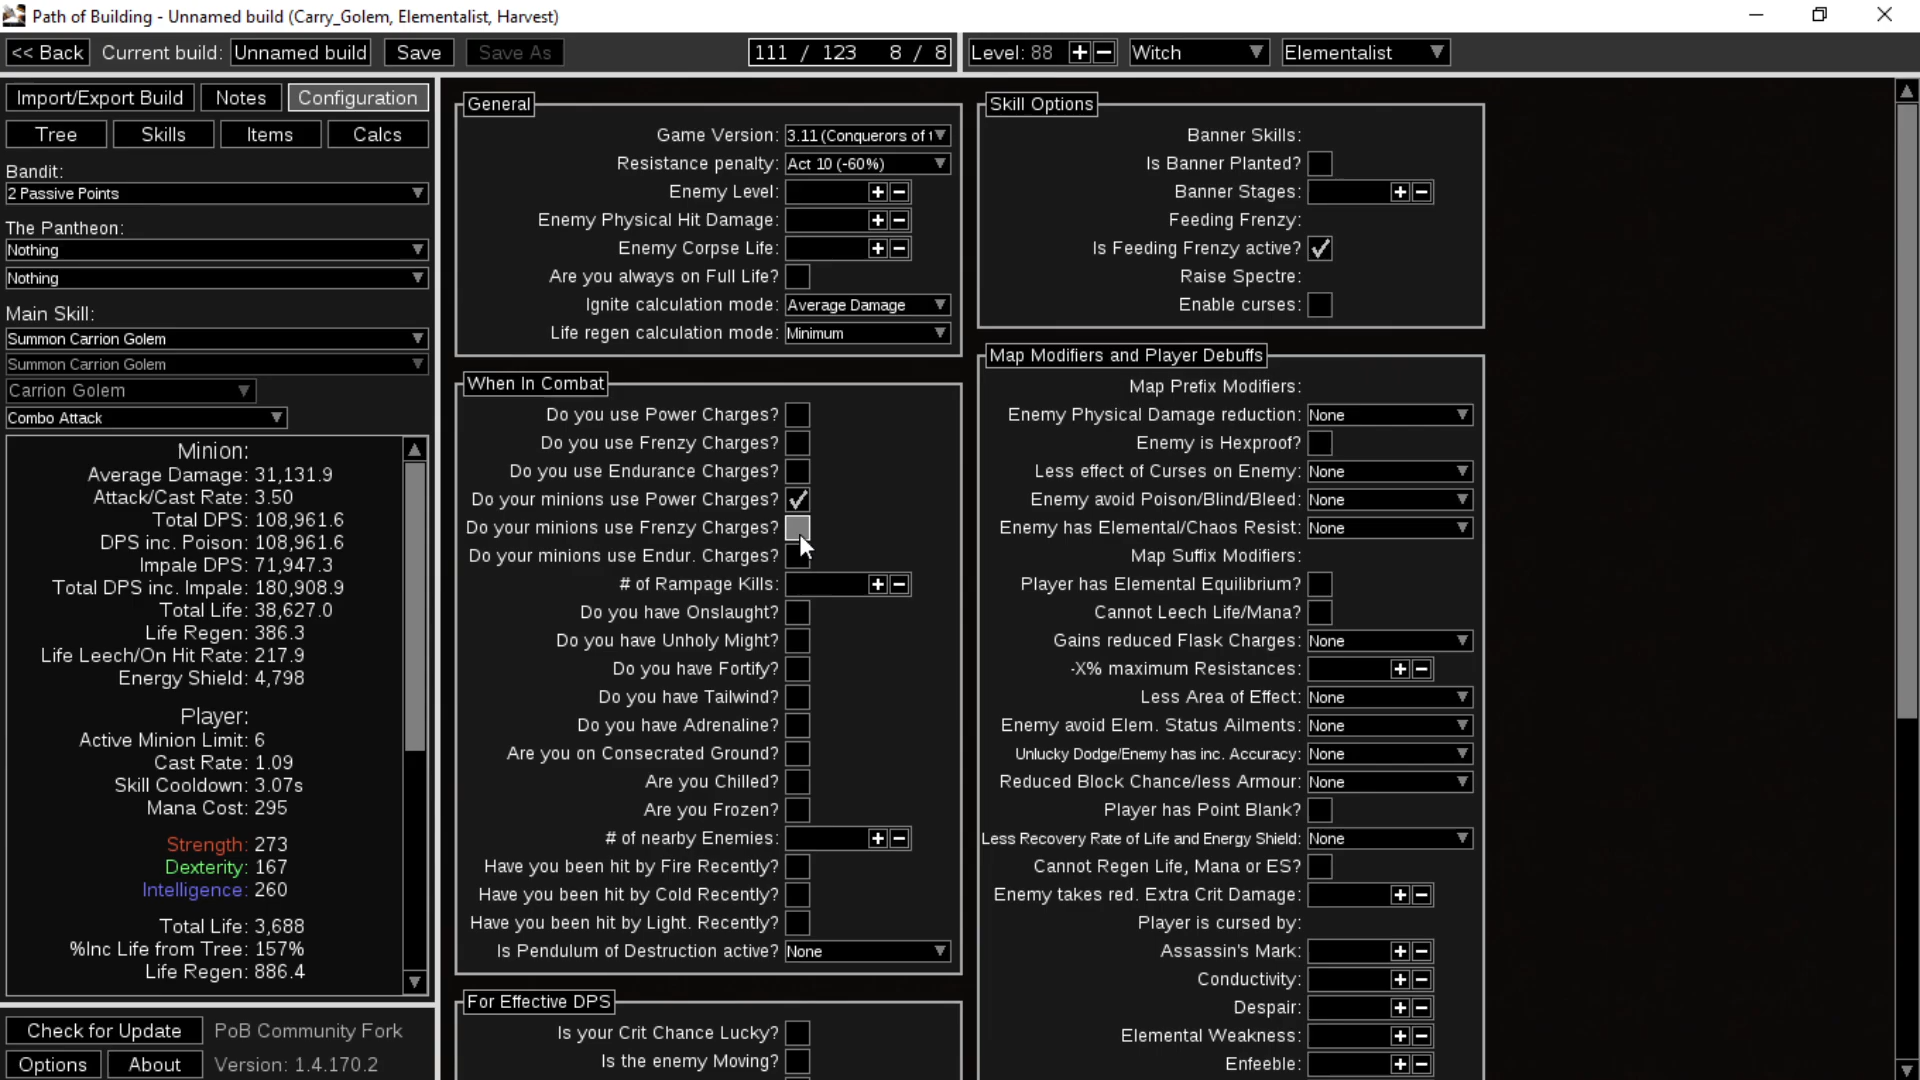 Path of Building - Unnamed build (Carry_Golem, Elementalist, Harvest)
<< Back Current build: Unnamed build Save Save As 111 / 123 8 / 8 Level: 88 + − Witch Elementalist
Import/Export Build Notes Configuration
Tree Skills Items Calcs
Bandit:
2 Passive Points
The Pantheon:
Nothing
Nothing
Main Skill:
Summon Carrion Golem
Summon Carrion Golem
Carrion Golem
Combo Attack
Minion:
Average Damage: 31,131.9
Attack/Cast Rate: 3.50
Total DPS: 108,961.6
DPS inc. Poison: 108,961.6
Impale DPS: 71,947.3
Total DPS inc. Impale: 180,908.9
Total Life: 38,627.0
Life Regen: 386.3
Life Leech/On Hit Rate: 217.9
Energy Shield: 4,798
Player:
Active Minion Limit: 6
Cast Rate: 1.09
Skill Cooldown: 3.07s
Mana Cost: 295
Strength: 273
Dexterity: 167
Intelligence: 260
Total Life: 3,688
%Inc Life from Tree: 157%
Life Regen: 886.4
Check for Update PoB Community Fork
Options About Version: 1.4.170.2
General
Game Version: 3.11 (Conquerors of t
Resistance penalty: Act 10 (-60%)
Enemy Level: + −
Enemy Physical Hit Damage: + −
Enemy Corpse Life: + −
Are you always on Full Life?
Ignite calculation mode: Average Damage
Life regen calculation mode: Minimum
When In Combat
Do you use Power Charges?
Do you use Frenzy Charges?
Do you use Endurance Charges?
Do your minions use Power Charges?
Do your minions use Frenzy Charges?
Do your minions use Endur. Charges?
# of Rampage Kills: + −
Do you have Onslaught?
Do you have Unholy Might?
Do you have Fortify?
Do you have Tailwind?
Do you have Adrenaline?
Are you on Consecrated Ground?
Are you Chilled?
Are you Frozen?
# of nearby Enemies: + −
Have you been hit by Fire Recently?
Have you been hit by Cold Recently?
Have you been hit by Light. Recently?
Is Pendulum of Destruction active? None
For Effective DPS
Is your Crit Chance Lucky?
Is the enemy Moving?
Skill Options
Banner Skills:
Is Banner Planted?
Banner Stages: + −
Feeding Frenzy:
Is Feeding Frenzy active?
Raise Spectre:
Enable curses:
Map Modifiers and Player Debuffs
Map Prefix Modifiers:
Enemy Physical Damage reduction: None
Enemy is Hexproof?
Less effect of Curses on Enemy: None
Enemy avoid Poison/Blind/Bleed: None
Enemy has Elemental/Chaos Resist: None
Map Suffix Modifiers:
Player has Elemental Equilibrium?
Cannot Leech Life/Mana?
Gains reduced Flask Charges: None
-X% maximum Resistances: + −
Less Area of Effect: None
Enemy avoid Elem. Status Ailments: None
Unlucky Dodge/Enemy has inc. Accuracy: None
Reduced Block Chance/less Armour: None
Player has Point Blank?
Less Recovery Rate of Life and Energy Shield: None
Cannot Regen Life, Mana or ES?
Enemy takes red. Extra Crit Damage: + −
Player is cursed by:
Assassin's Mark: + −
Conductivity: + −
Despair: + −
Elemental Weakness: + −
Enfeeble: + −